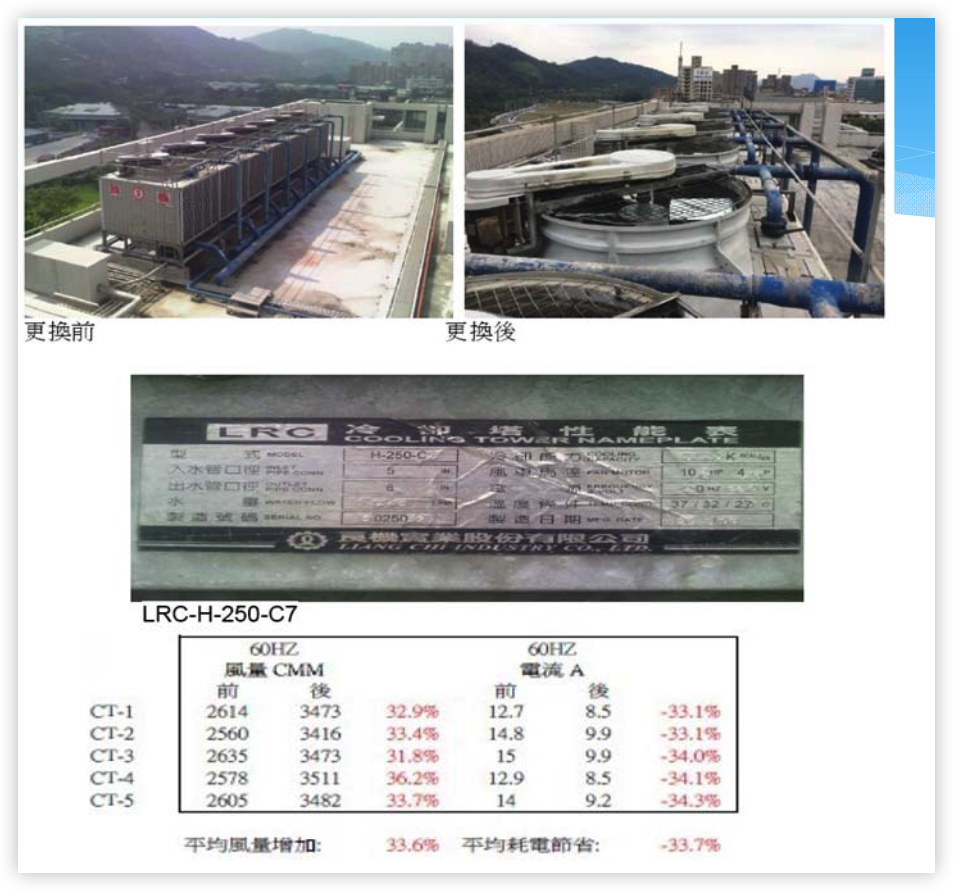 更換前
更換後
LRC 冷卻塔性能表
COOLING TOWER NAMEPLATE
型式 MODEL H-250-C
入水管口徑 INLET PIPE CONN. 5 IN
出水管口徑 OUTLET PIPE CONN. 6 IN
水量 WATER FLOW
製造號碼 SERIAL NO. 0250
冷卻能力 COOLING CAPACITY
風車馬達 FAN MOTOR 10 HP 4 P
FREQUENCY
溫度條件 37 / 32 / 27
製造日期 MFG. DATE
良機實業股份有限公司
LIANG CHI INDUSTRY CO., LTD.
LRC-H-250-C7
60HZ 60HZ
風量 CMM 電流 A
前 後 前 後
CT-1 2614 3473 32.9% 12.7 8.5 -33.1%
CT-2 2560 3416 33.4% 14.8 9.9 -33.1%
CT-3 2635 3473 31.8% 15 9.9 -34.0%
CT-4 2578 3511 36.2% 12.9 8.5 -34.1%
CT-5 2605 3482 33.7% 14 9.2 -34.3%
平均風量增加: 33.6% 平均耗電節省: -33.7%